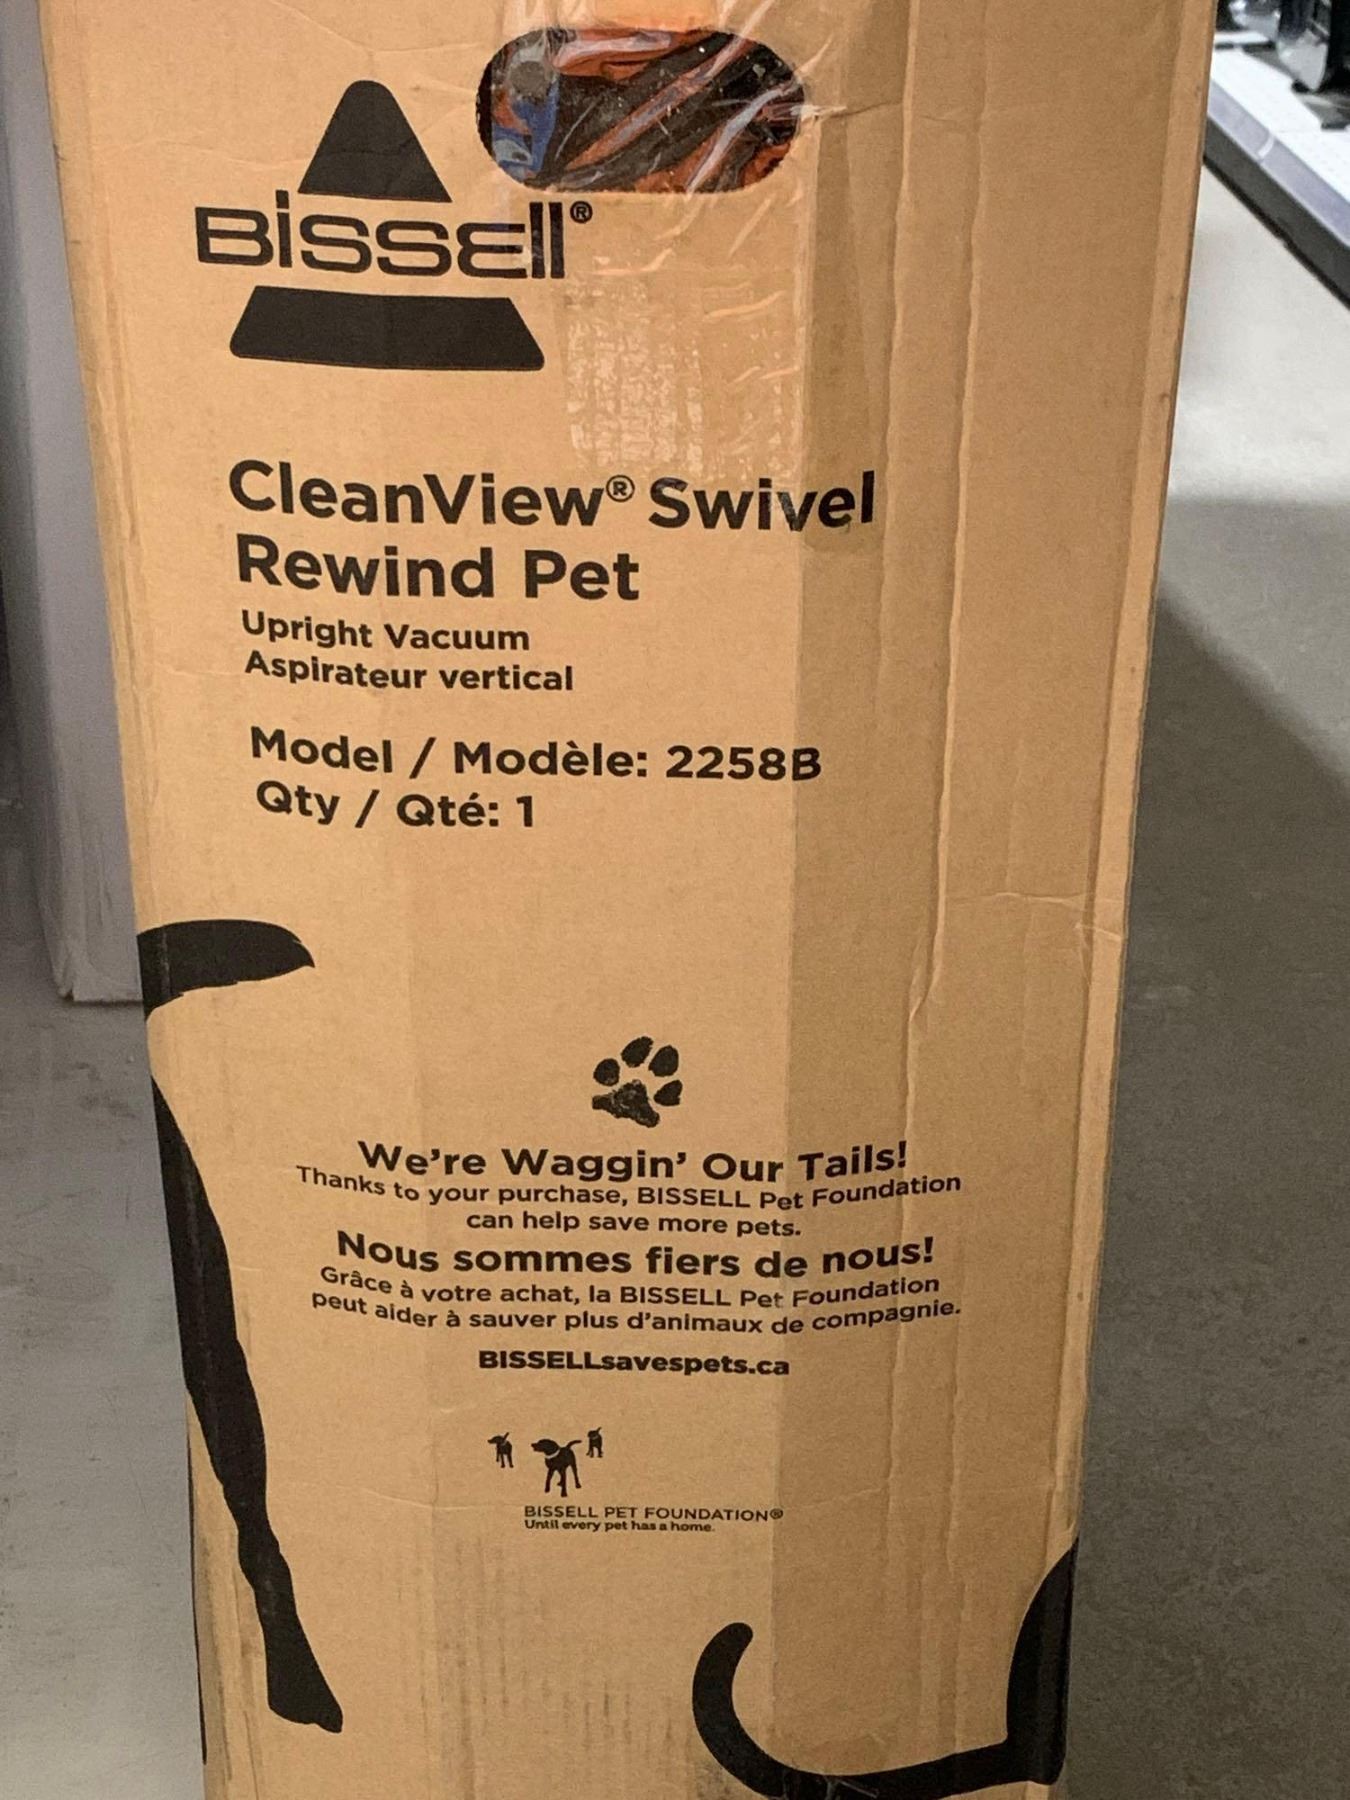 BISSELL®
CleanView® Swivel
Rewind Pet
Upright Vacuum
Aspirateur vertical
Model / Modèle: 2258B
Qty / Qté: 1
We're Waggin' Our Tails!
Thanks to your purchase, BISSELL Pet Foundation
can help save more pets.
Nous sommes fiers de nous!
Grâce à votre achat, la BISSELL Pet Foundation
peut aider à sauver plus d'animaux de compagnie.
BISSELLsavespets.ca
BISSELL PET FOUNDATION®
Until every pet has a home.